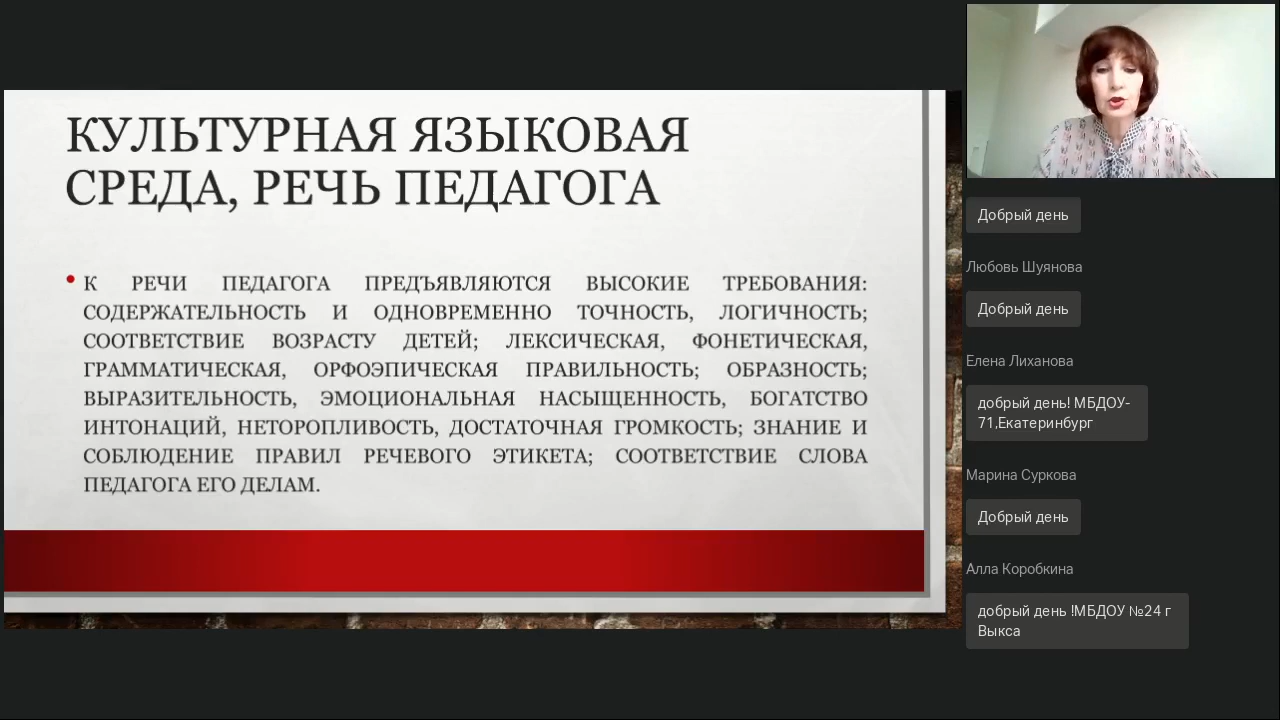 КУЛЬТУРНАЯ ЯЗЫКОВАЯ
СРЕДА, РЕЧЬ ПЕДАГОГА
• К РЕЧИ ПЕДАГОГА ПРЕДЪЯВЛЯЮТСЯ ВЫСОКИЕ ТРЕБОВАНИЯ:
СОДЕРЖАТЕЛЬНОСТЬ И ОДНОВРЕМЕННО ТОЧНОСТЬ, ЛОГИЧНОСТЬ;
СООТВЕТСТВИЕ ВОЗРАСТУ ДЕТЕЙ; ЛЕКСИЧЕСКАЯ, ФОНЕТИЧЕСКАЯ,
ГРАММАТИЧЕСКАЯ, ОРФОЭПИЧЕСКАЯ ПРАВИЛЬНОСТЬ; ОБРАЗНОСТЬ;
ВЫРАЗИТЕЛЬНОСТЬ, ЭМОЦИОНАЛЬНАЯ НАСЫЩЕННОСТЬ, БОГАТСТВО
ИНТОНАЦИЙ, НЕТОРОПЛИВОСТЬ, ДОСТАТОЧНАЯ ГРОМКОСТЬ; ЗНАНИЕ И
СОБЛЮДЕНИЕ ПРАВИЛ РЕЧЕВОГО ЭТИКЕТА; СООТВЕТСТВИЕ СЛОВА
ПЕДАГОГА ЕГО ДЕЛАМ.
Добрый день
Любовь Шуянова
Добрый день
Елена Лиханова
добрый день! МБДОУ-
71,Екатеринбург
Марина Суркова
Добрый день
Алла Коробкина
добрый день !МБДОУ №24 г
Выкса